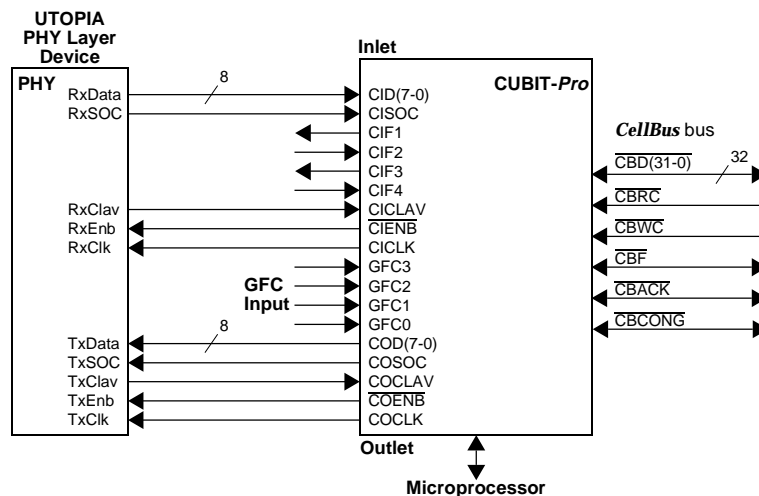 UTOPIA
PHY Layer
Device
PHY
RxData
RxSOC
RxClav
RxEnb
RxClk
TxData
TxSOC
TxClav
TxEnb
TxClk
8
GFC
Input
8
Inlet
CUBIT-Pro
CID(7-0)
CISOC
CIF1
CIF2
CIF3
CIF4
CICLAV
CIENB
CICLK
GFC3
GFC2
GFC1
GFC0
COD(7-0)
COSOC
COCLAV
COENB
COCLK
Outlet
Microprocessor
CellBus bus
CBD(31-0)
32
CBRC
CBWC
CBF
CBACK
CBCONG